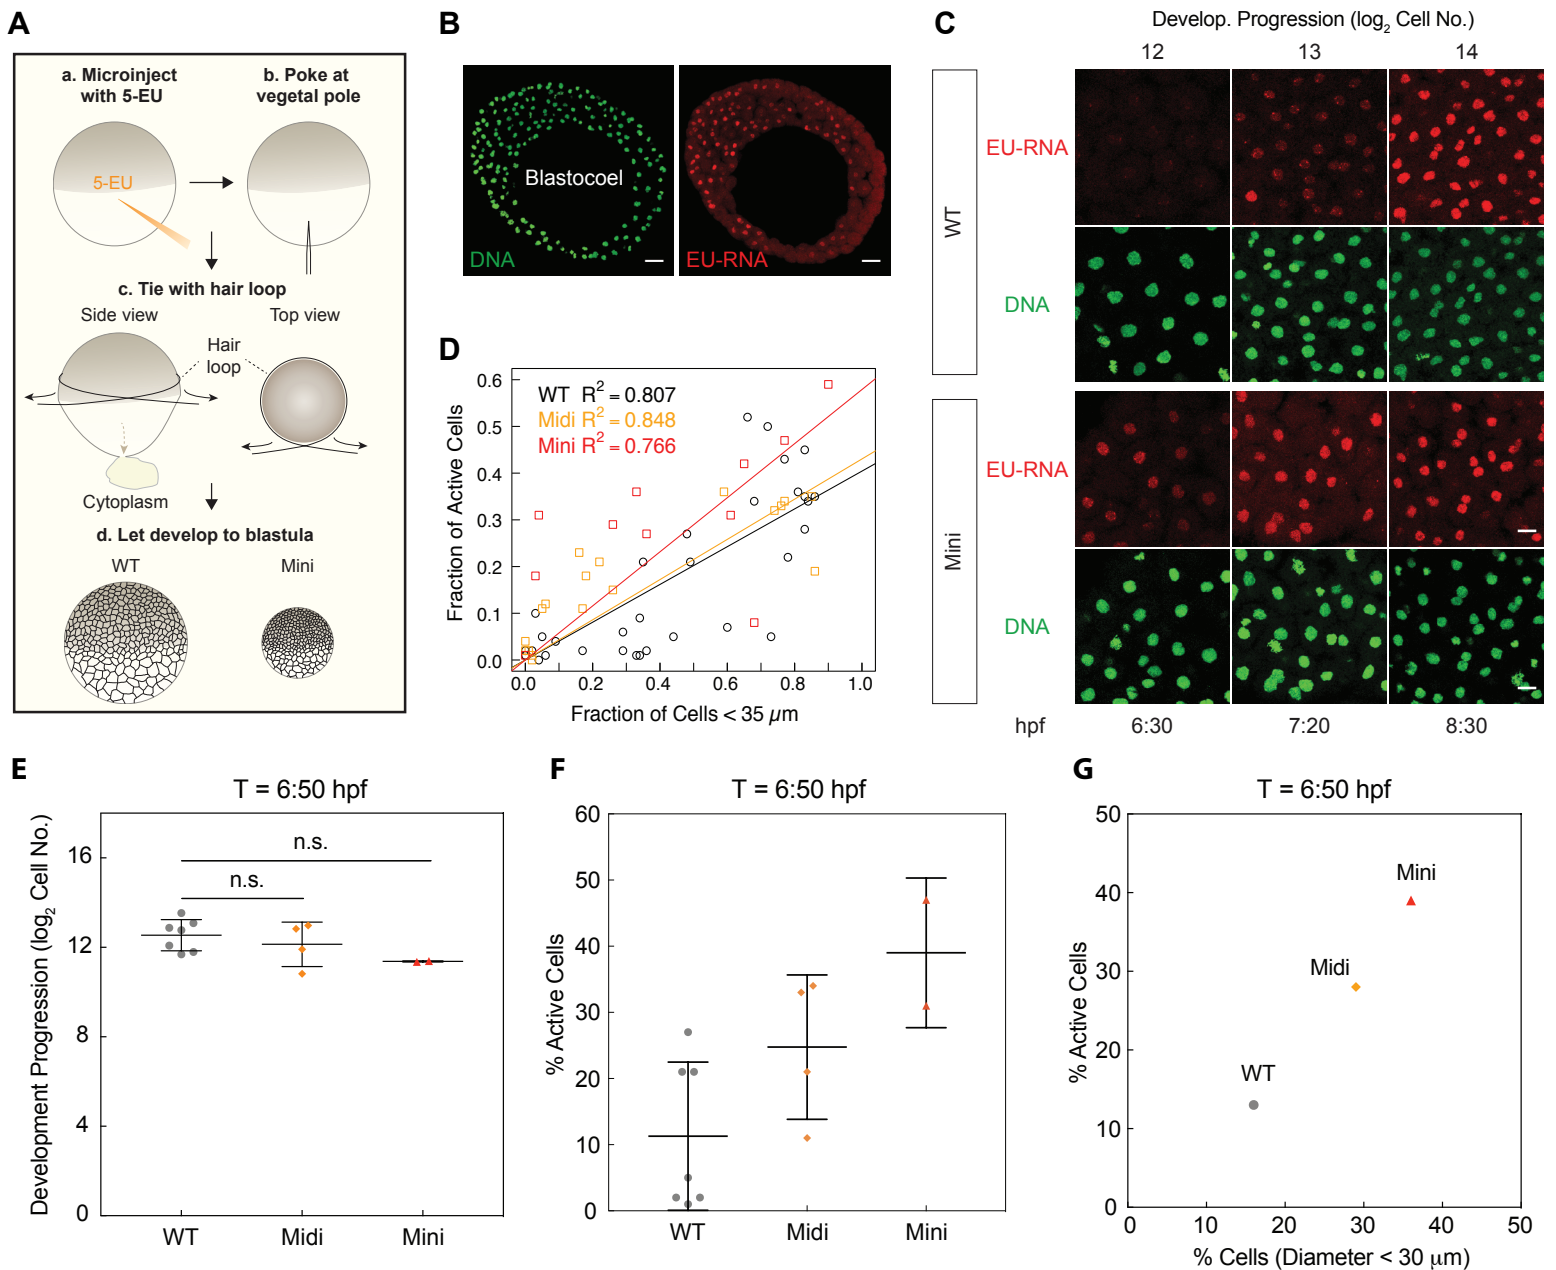 A
a. Microinject
with 5-EU
b. Poke at
vegetal pole
5-EU
c. Tie with hair loop
Side view
Top view
Hair
loop
Cytoplasm
d. Let develop to blastula
WT
Mini
B
Blastocoel
DNA
EU-RNA
C
Develop. Progression (log2 Cell No.)
12 13 14
WT
EU-RNA
DNA
Mini
EU-RNA
DNA
hpf 6:30 7:20 8:30
D
WT R2 = 0.807
Midi R2 = 0.848
Mini R2 = 0.766
Fraction of Active Cells
0.6
0.5
0.4
0.3
0.2
0.1
0.0
0.0 0.2 0.4 0.6 0.8 1.0
Fraction of Cells < 35 µm
E
T = 6:50 hpf
Development Progression (log2 Cell No.)
16
12
8
4
0
n.s.
n.s.
WT Midi Mini
F
T = 6:50 hpf
% Active Cells
60
50
40
30
20
10
0
WT Midi Mini
G
T = 6:50 hpf
% Active Cells
50
40
30
20
10
0
Mini
Midi
WT
0 10 20 30 40 50
% Cells (Diameter < 30 µm)